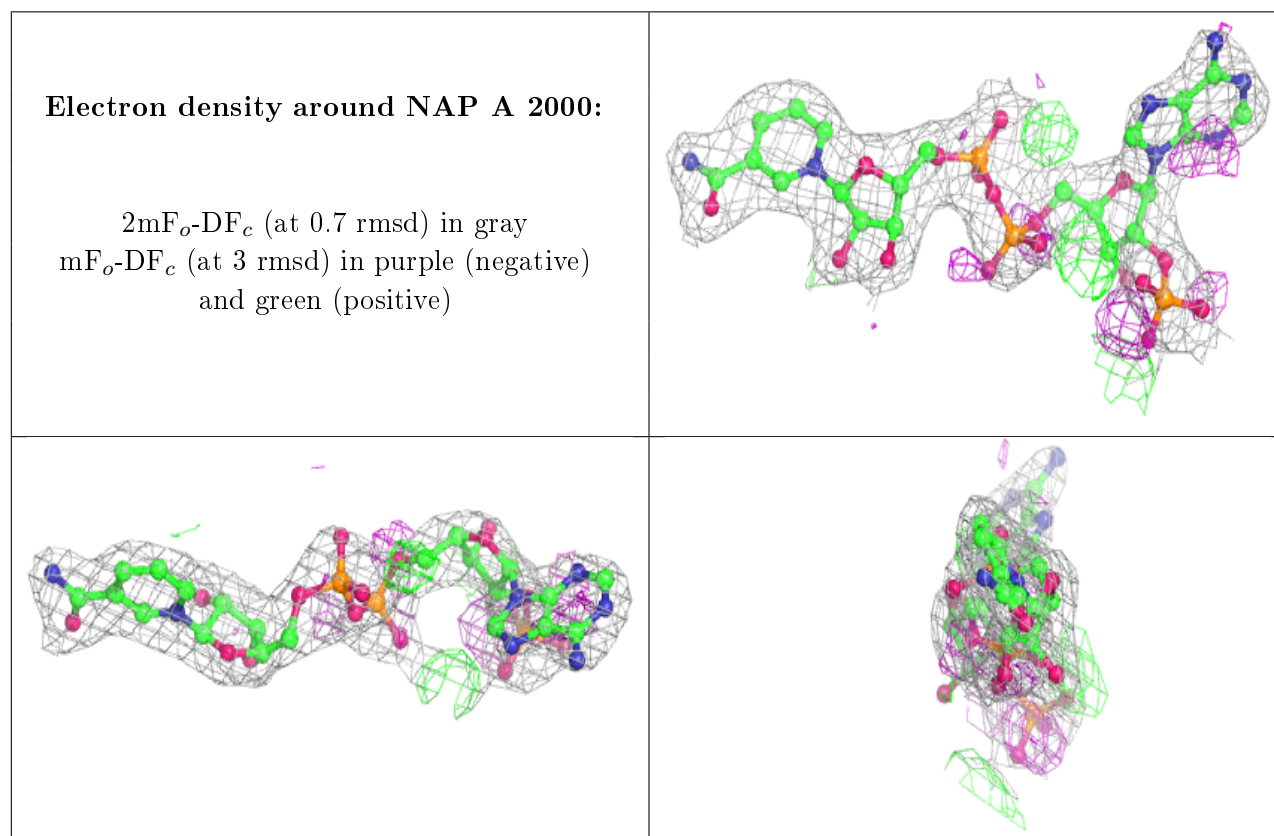 Electron density around NAP A 2000:
2mFo-DFc (at 0.7 rmsd) in gray
mFo-DFc (at 3 rmsd) in purple (negative)
and green (positive)